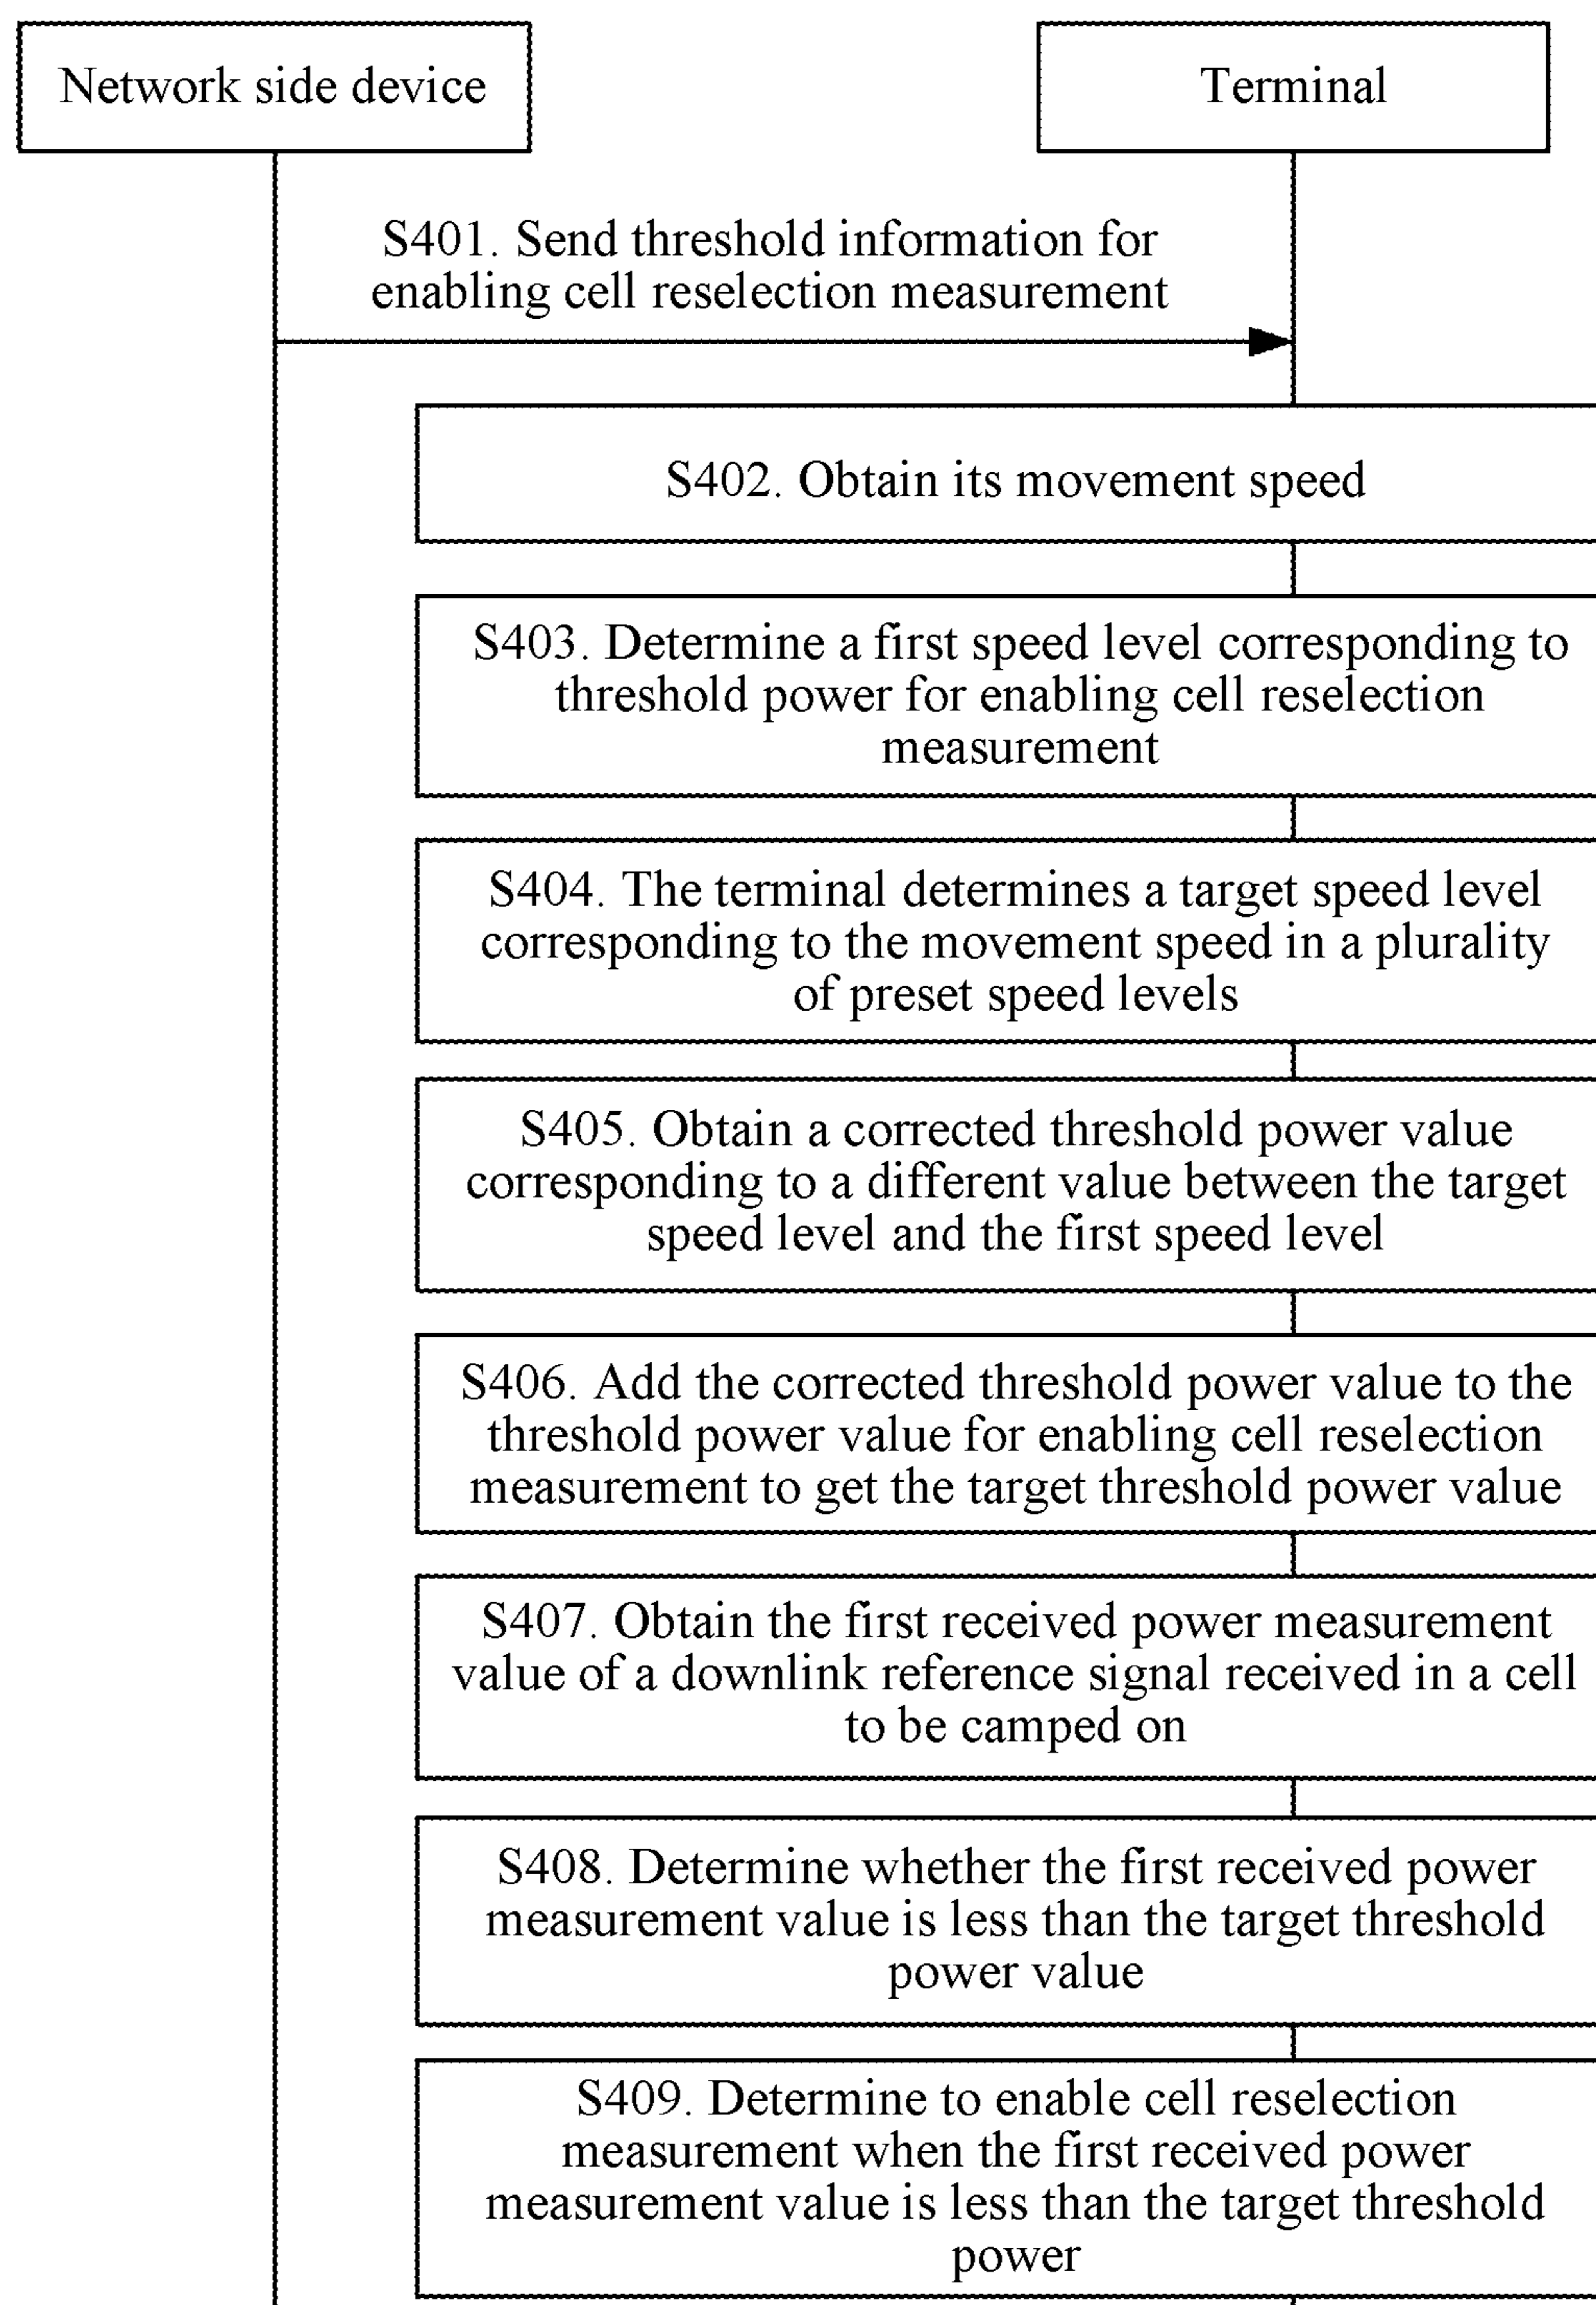 Network side device
Terminal
S401. Send threshold information for
enabling cell reselection measurement
S402. Obtain its movement speed
S403. Determine a first speed level corresponding to
threshold power for enabling cell reselection
measurement
S404. The terminal determines a target speed level
corresponding to the movement speed in a plurality
of preset speed levels
S405. Obtain a corrected threshold power value
corresponding to a different value between the target
speed level and the first speed level
S406. Add the corrected threshold power value to the
threshold power value for enabling cell reselection
measurement to get the target threshold power value
S407. Obtain the first received power measurement
value of a downlink reference signal received in a cell
to be camped on
S408. Determine whether the first received power
measurement value is less than the target threshold
power value
S409. Determine to enable cell reselection
measurement when the first received power
measurement value is less than the target threshold
power